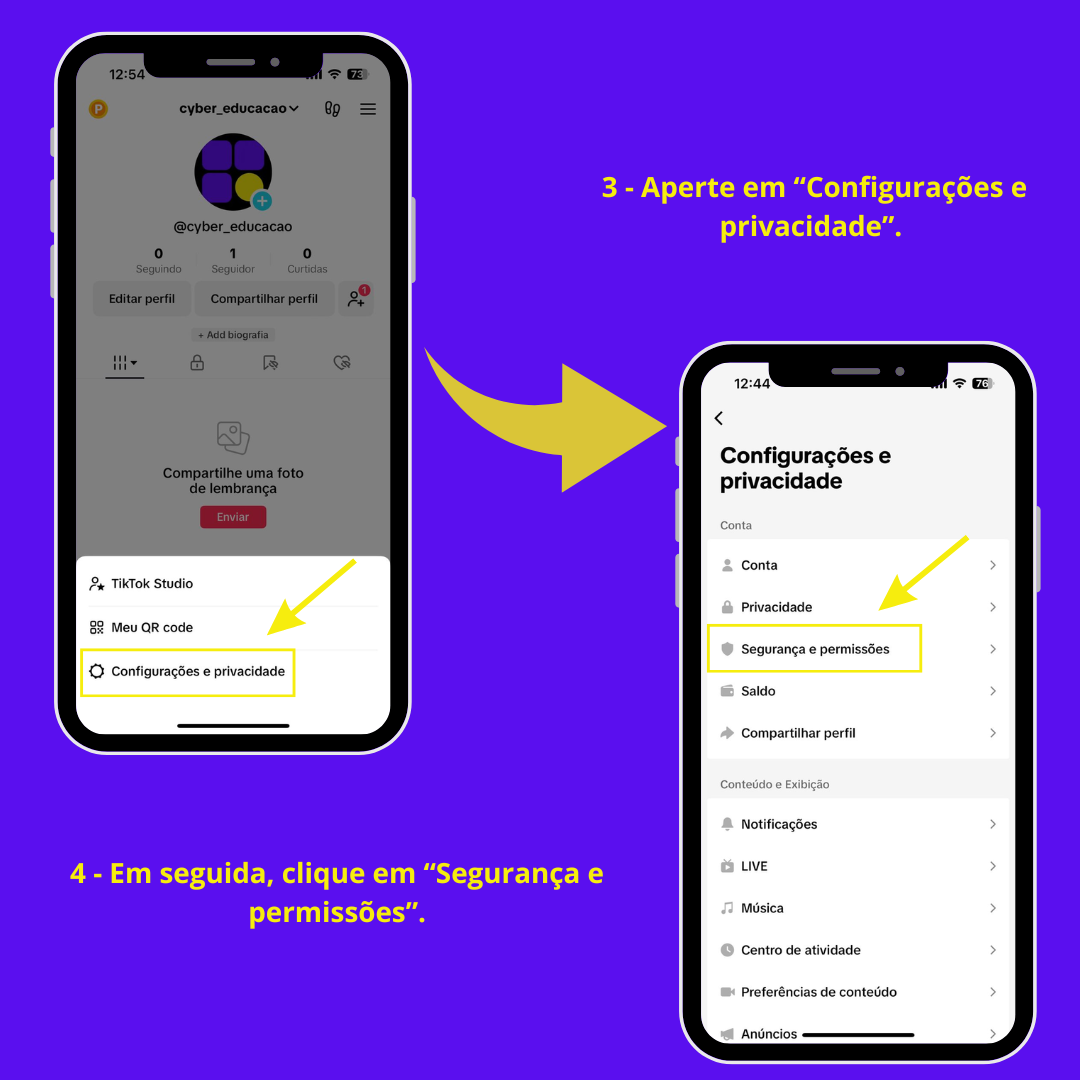 12:54
73
P
cyber_educacao
@cyber_educacao
0 1 0
Seguindo Seguidor Curtidas
Editar perfil Compartilhar perfil 1
+ Add biografia
Compartilhe uma foto
de lembrança
Enviar
TikTok Studio
Meu QR code
Configurações e privacidade
3 - Aperte em “Configurações e
privacidade”.
12:44
76
Configurações e
privacidade
Conta
Conta
Privacidade
Segurança e permissões
Saldo
Compartilhar perfil
Conteúdo e Exibição
Notificações
LIVE
Música
Centro de atividade
Preferências de conteúdo
Anúncios
4 - Em seguida, clique em “Segurança e
permissões”.